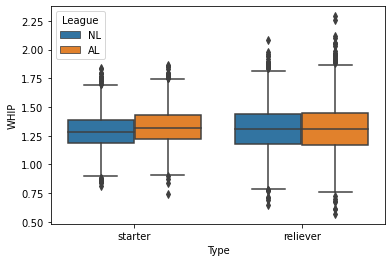 League
NL
AL
2.25
2.00
1.75
1.50
1.25
1.00
0.75
0.50
WHIP
starter
reliever
Type